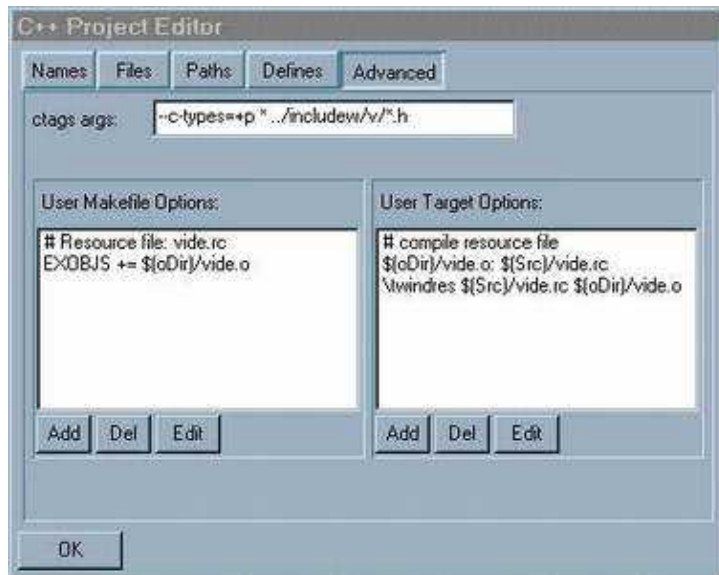 C++ Project Editor
Names Files Paths Defines Advanced
ctags args: --c-types=+p * ../includew/v/*.h
User Makefile Options:
# Resource file: vide.rc
EXOBJS += $(oDir)/vide.o
Add Del Edit
User Target Options:
# compile resource file
$(oDir)/vide.o: $(Src)/vide.rc
\twindres $(Src)/vide.rc $(oDir)/vide.o
Add Del Edit
OK